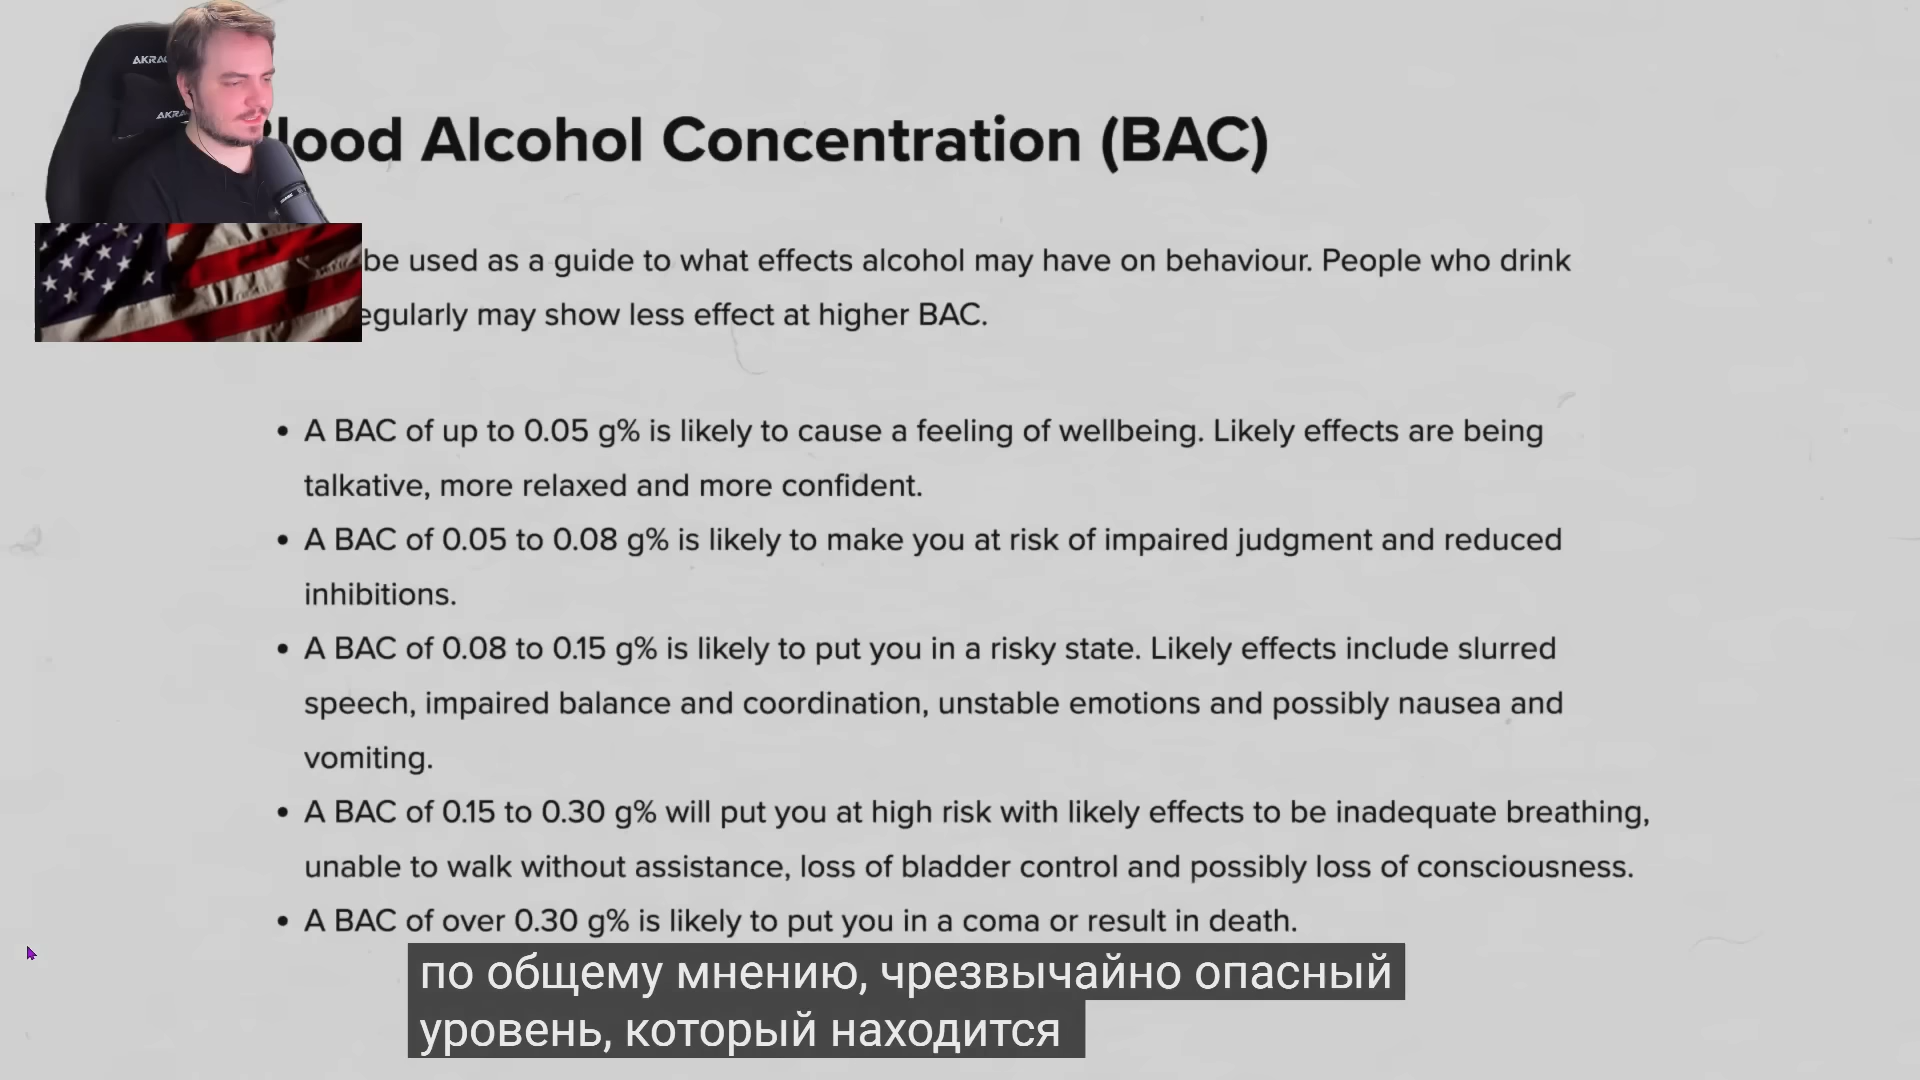 AKRAC
AKRA
lood Alcohol Concentration (BAC)
be used as a guide to what effects alcohol may have on behaviour. People who drink
egularly may show less effect at higher BAC.
• A BAC of up to 0.05 g% is likely to cause a feeling of wellbeing. Likely effects are being
talkative, more relaxed and more confident.
• A BAC of 0.05 to 0.08 g% is likely to make you at risk of impaired judgment and reduced
inhibitions.
• A BAC of 0.08 to 0.15 g% is likely to put you in a risky state. Likely effects include slurred
speech, impaired balance and coordination, unstable emotions and possibly nausea and
vomiting.
• A BAC of 0.15 to 0.30 g% will put you at high risk with likely effects to be inadequate breathing,
unable to walk without assistance, loss of bladder control and possibly loss of consciousness.
• A BAC of over 0.30 g% is likely to put you in a coma or result in death.
по общему мнению, чрезвычайно опасный
уровень, который находится